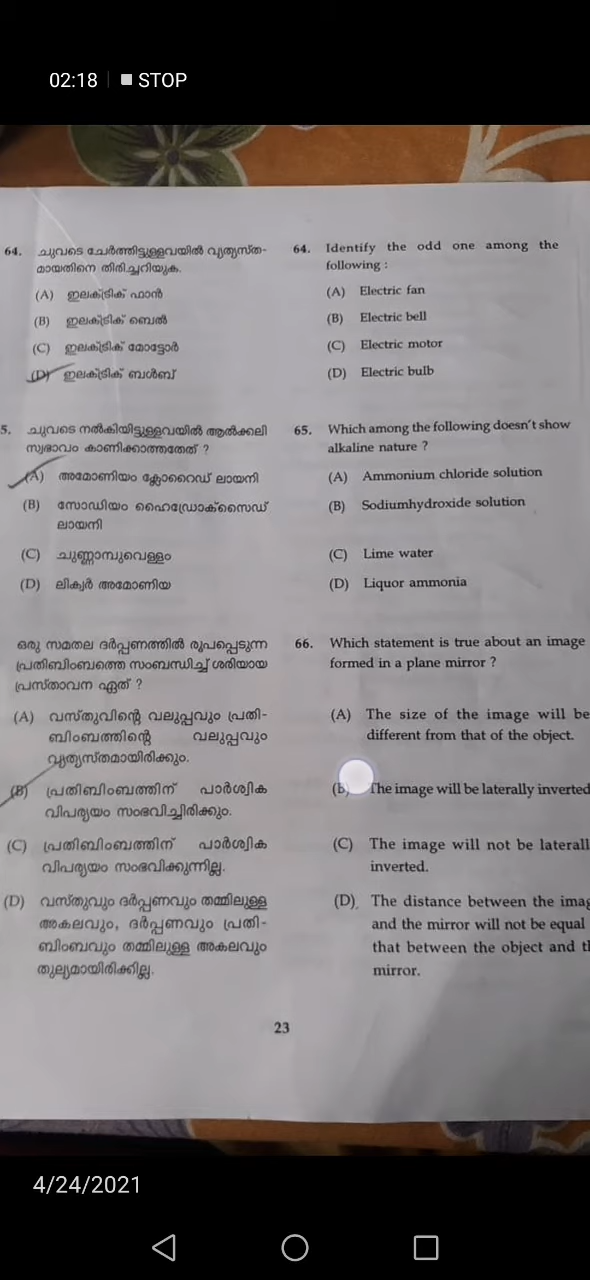 02:18 STOP
64. ചുവടെ ചേർത്തിട്ടുള്ളവയിൽ വ്യത്യസ്ത-
മായതിനെ തിരിച്ചറിയുക.
(A) ഇലക്ട്രിക് ഫാൻ
(B) ഇലക്ട്രിക് ബെൽ
(C) ഇലക്ട്രിക് മോട്ടോർ
(D) ഇലക്ട്രിക് ബൾബ്
5. ചുവടെ നൽകിയിട്ടുള്ളവയിൽ ആൽക്കലി
സ്വഭാവം കാണിക്കാത്തതേത് ?
(A) അമോണിയം ക്ലോറൈഡ് ലായനി
(B) സോഡിയം ഹൈഡ്രോക്സൈഡ്
ലായനി
(C) ചുണ്ണാമ്പുവെള്ളം
(D) ലിക്വർ അമോണിയ
ഒരു സമതല ദർപ്പണത്തിൽ രൂപപ്പെടുന്ന
പ്രതിബിംബത്തെ സംബന്ധിച്ച് ശരിയായ
പ്രസ്താവന ഏത് ?
(A) വസ്തുവിന്റെ വലുപ്പവും പ്രതി-
ബിംബത്തിന്റെ വലുപ്പവും
വ്യത്യസ്തമായിരിക്കും.
(B) പ്രതിബിംബത്തിന് പാർശ്വിക
വിപര്യയം സംഭവിച്ചിരിക്കും.
(C) പ്രതിബിംബത്തിന് പാർശ്വിക
വിപര്യയം സംഭവിക്കുന്നില്ല.
(D) വസ്തുവും ദർപ്പണവും തമ്മിലുള്ള
അകലവും, ദർപ്പണവും പ്രതി-
ബിംബവും തമ്മിലുള്ള അകലവും
തുല്യമായിരിക്കില്ല.
64. Identify the odd one among the
following :
(A) Electric fan
(B) Electric bell
(C) Electric motor
(D) Electric bulb
65. Which among the following doesn't show
alkaline nature ?
(A) Ammonium chloride solution
(B) Sodiumhydroxide solution
(C) Lime water
(D) Liquor ammonia
66. Which statement is true about an image
formed in a plane mirror ?
(A) The size of the image will be
different from that of the object.
(B) The image will be laterally inverted
(C) The image will not be laterall
inverted.
(D) The distance between the imag
and the mirror will not be equal
that between the object and th
mirror.
23
4/24/2021